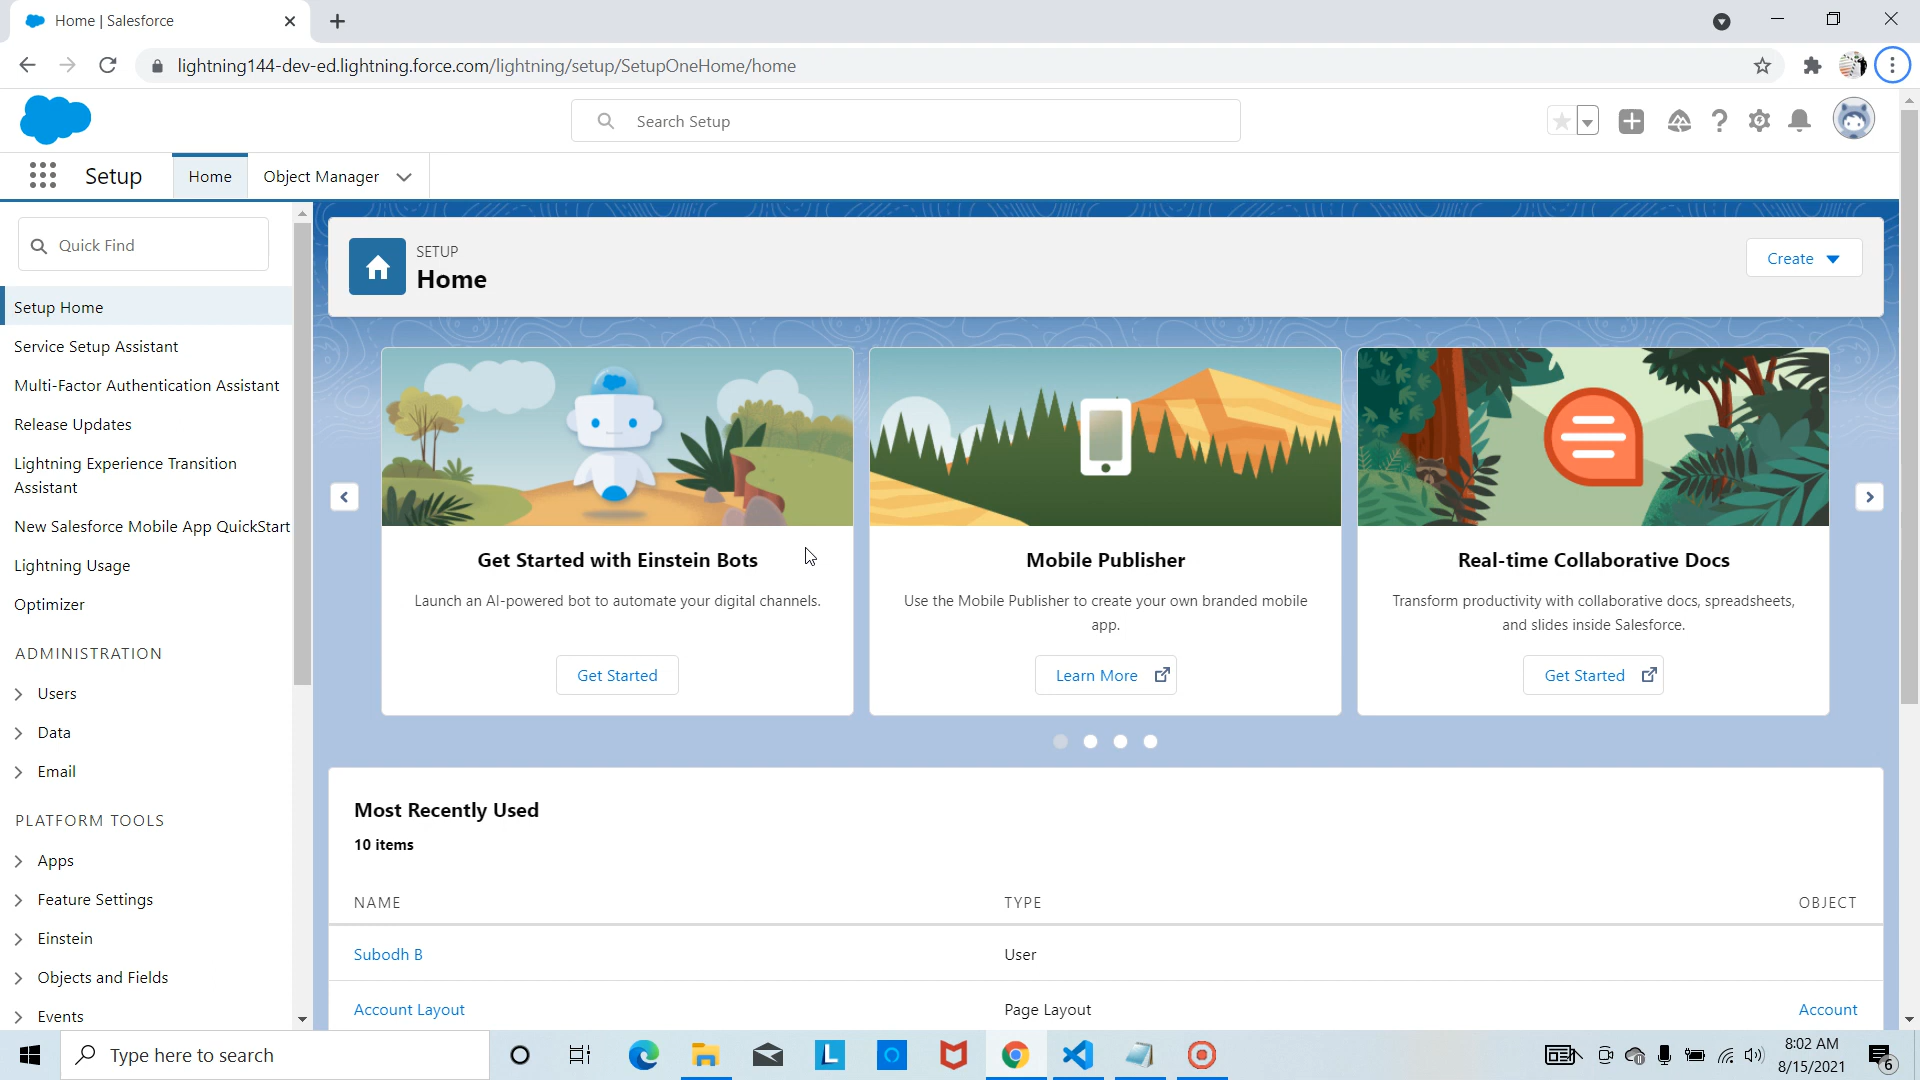 Home | Salesforce
lightning144-dev-ed.lightning.force.com/lightning/setup/SetupOneHome/home
Search Setup
Setup
Home
Object Manager
Quick Find
Setup Home
Service Setup Assistant
Multi-Factor Authentication Assistant
Release Updates
Lightning Experience Transition
Assistant
New Salesforce Mobile App QuickStart
Lightning Usage
Optimizer
ADMINISTRATION
Users
Data
Email
PLATFORM TOOLS
Apps
Feature Settings
Einstein
Objects and Fields
Events
SETUP
Home
Create
Get Started with Einstein Bots
Launch an AI-powered bot to automate your digital channels.
Get Started
Mobile Publisher
Use the Mobile Publisher to create your own branded mobile
app.
Learn More
Real-time Collaborative Docs
Transform productivity with collaborative docs, spreadsheets,
and slides inside Salesforce.
Get Started
Most Recently Used
10 items
NAME TYPE OBJECT
Subodh B User
Account Layout Page Layout Account
Type here to search
L
8:02 AM
8/15/2021
6